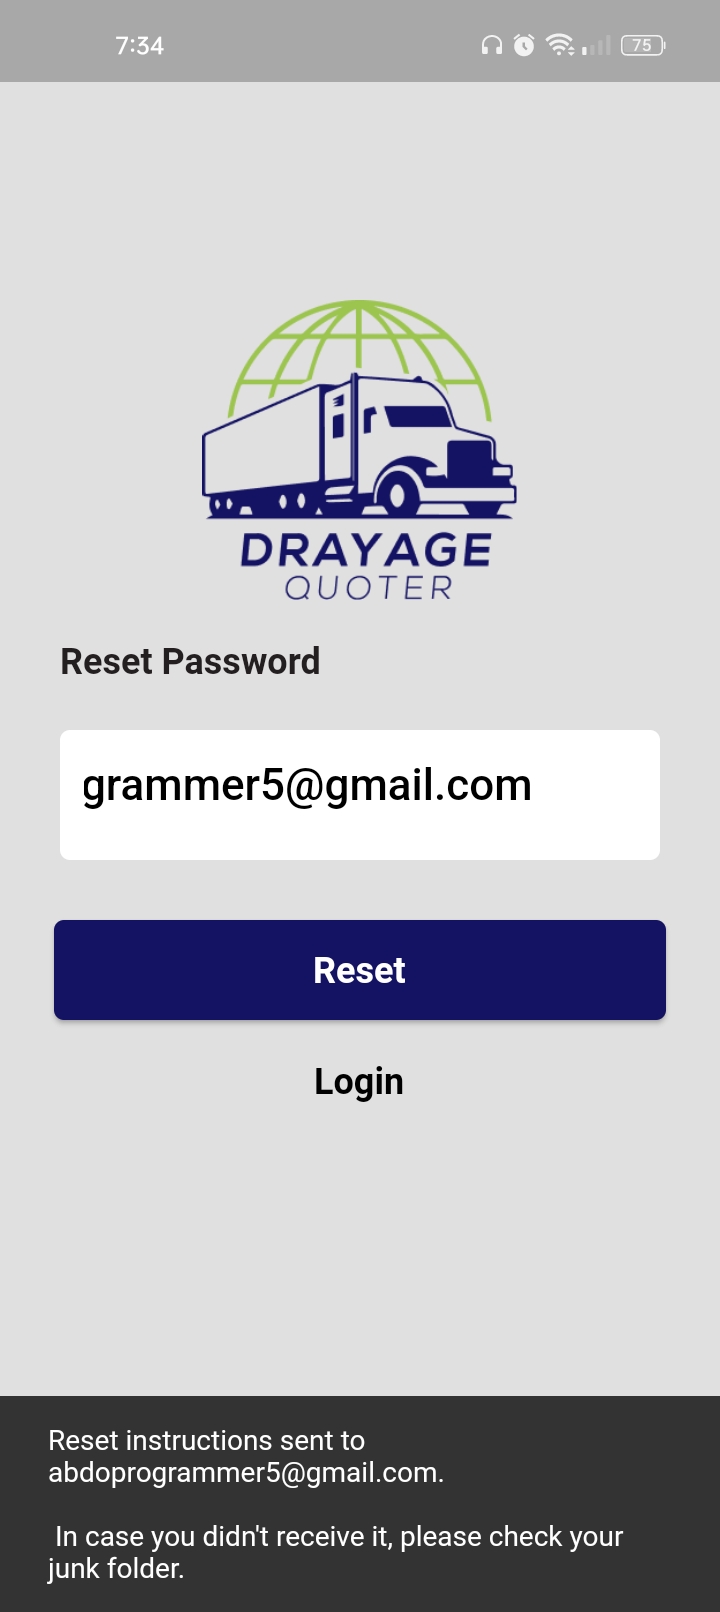 7:34
75
DRAYAGE
QUOTER
Reset Password
grammer5@gmail.com
Reset
Login
Reset instructions sent to
abdoprogrammer5@gmail.com.
In case you didn't receive it, please check your
junk folder.